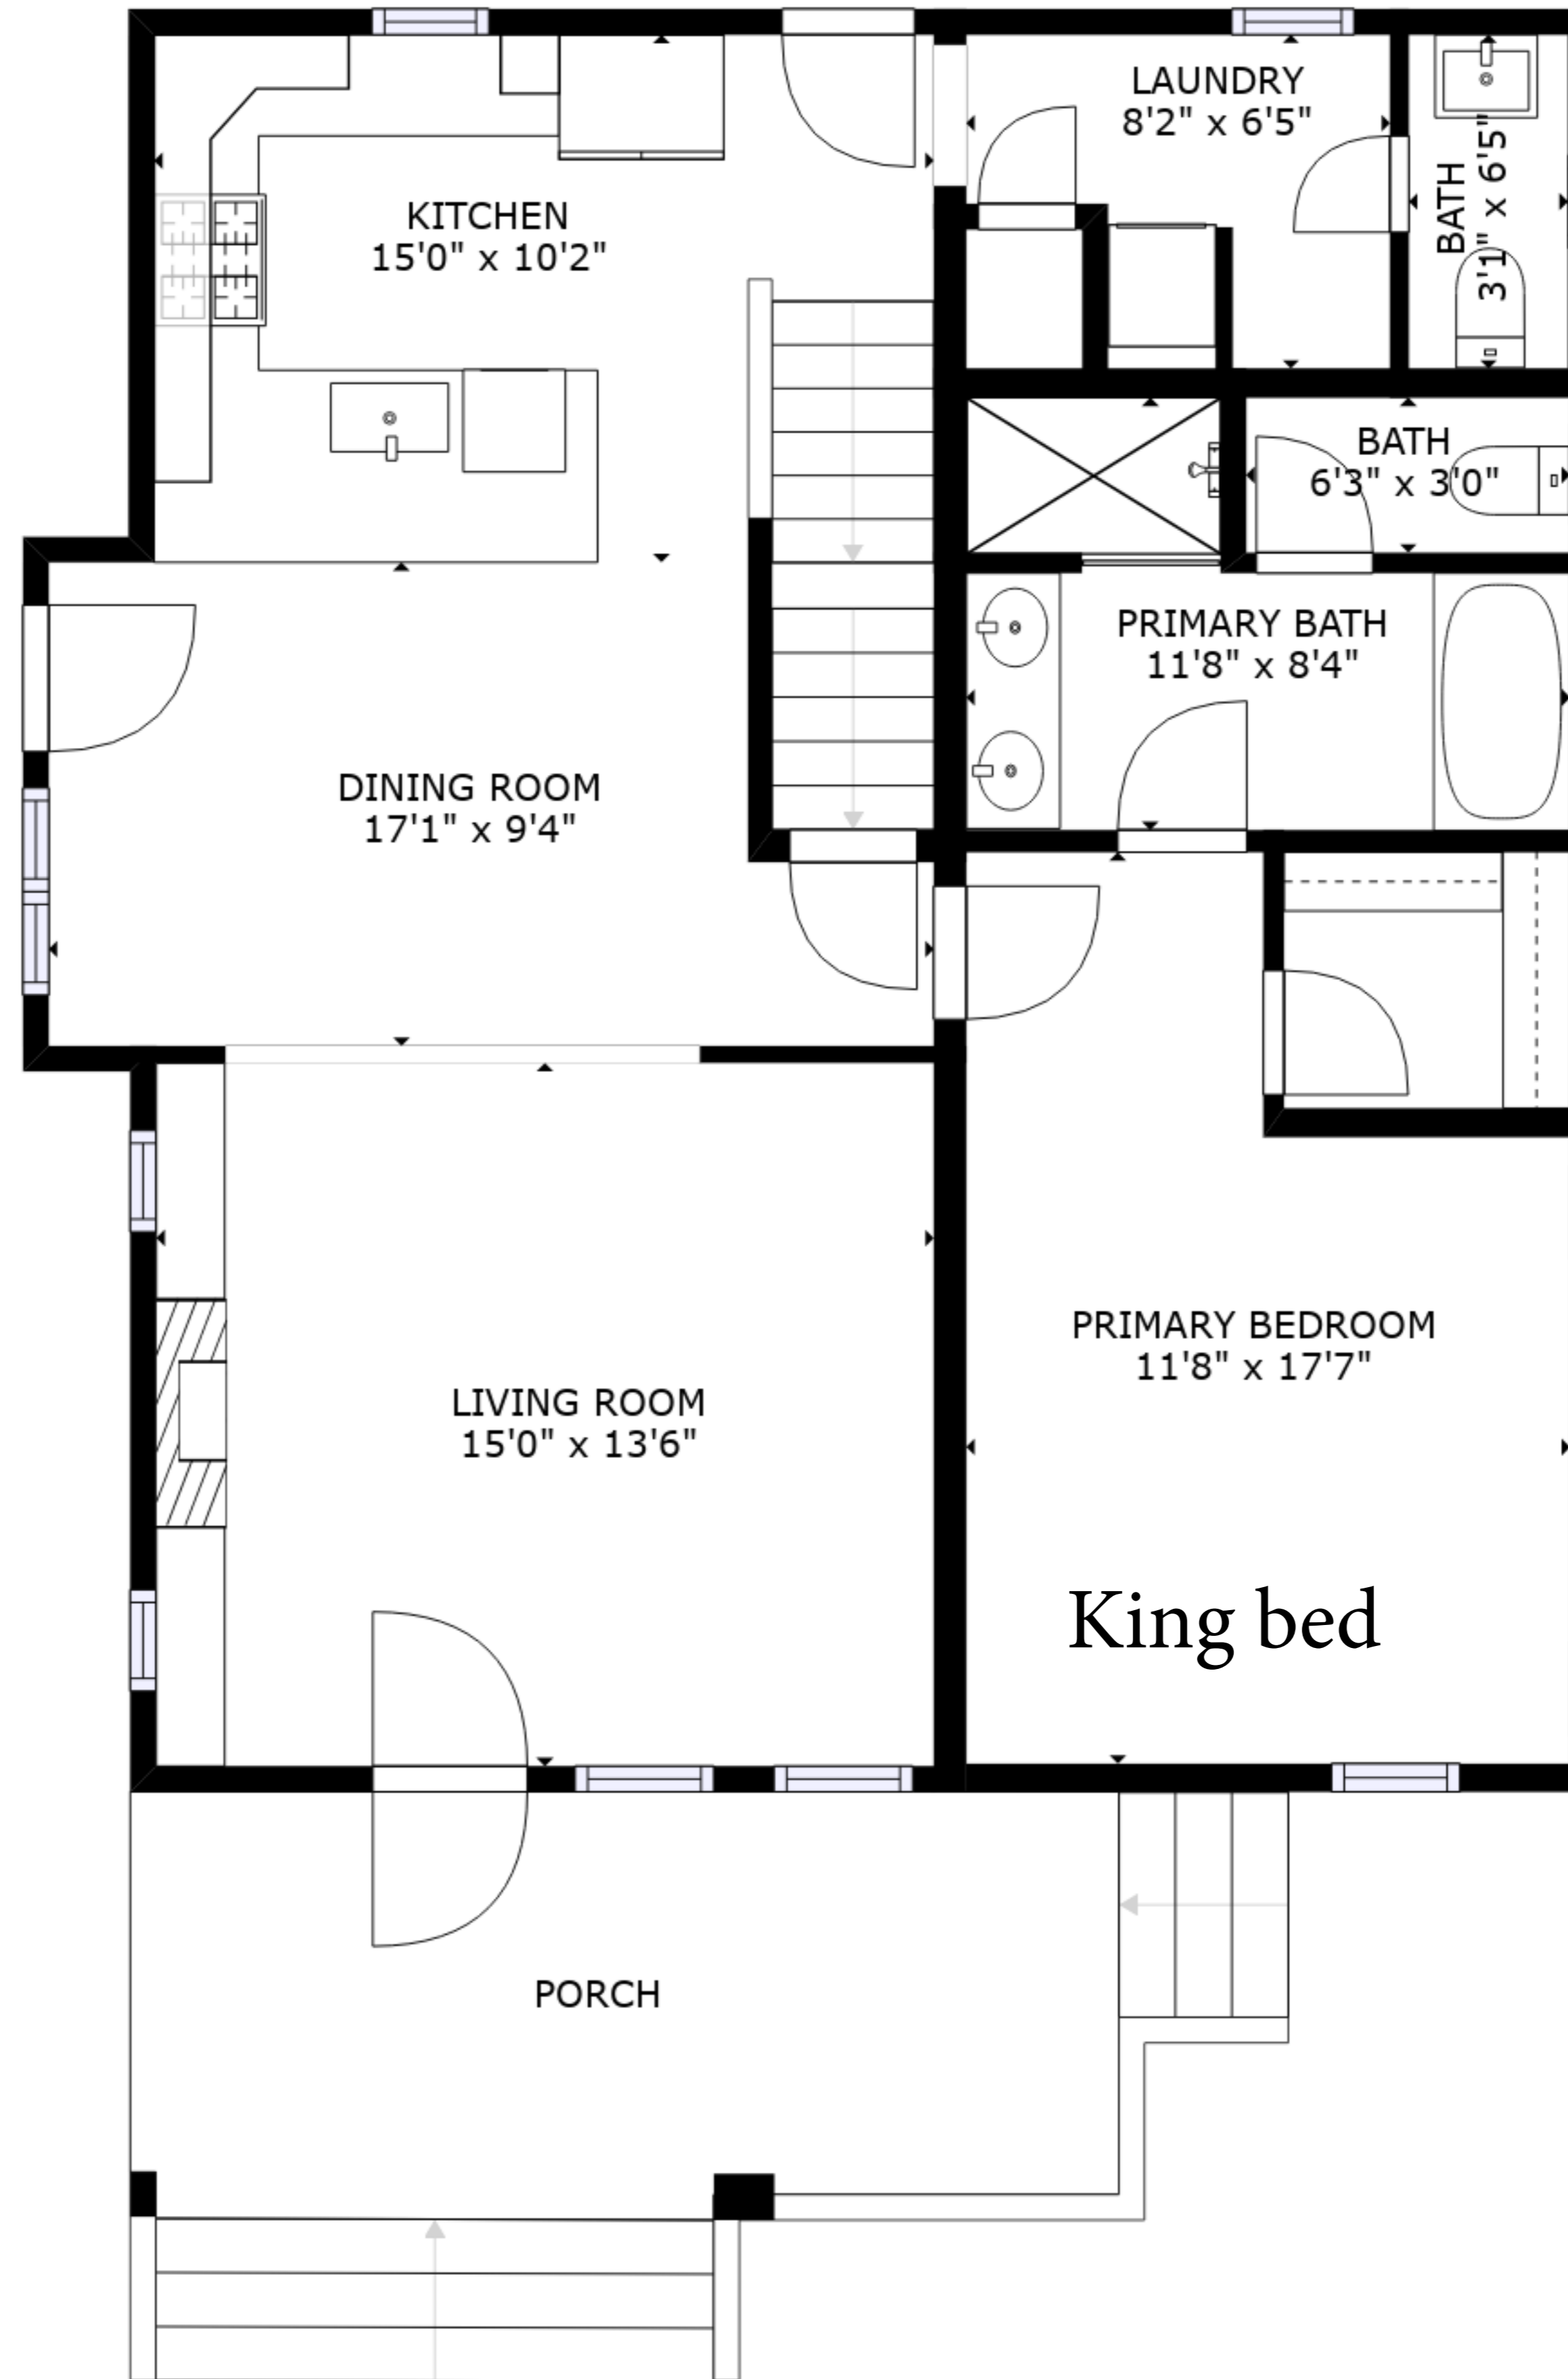 LAUNDRY
8'2" x 6'5"
BATH
3'1" x 6'5"
KITCHEN
15'0" x 10'2"
BATH
6'3" x 3'0"
PRIMARY BATH
11'8" x 8'4"
DINING ROOM
17'1" x 9'4"
PRIMARY BEDROOM
11'8" x 17'7"
LIVING ROOM
15'0" x 13'6"
King bed
PORCH